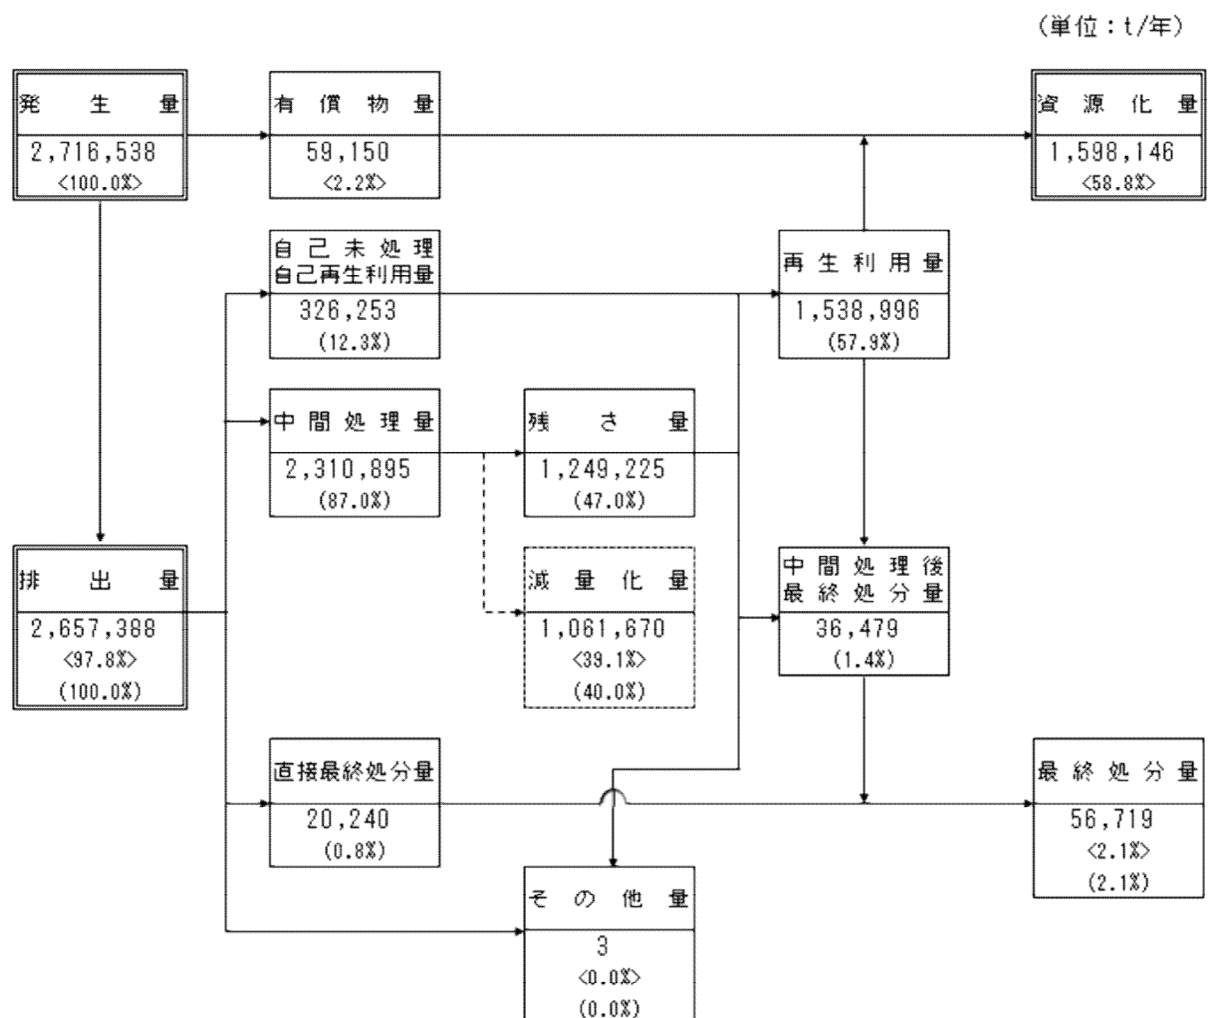 (単位：t/年)
発生量
2,716,538
<100.0%>
有償物量
59,150
<2.2%>
資源化量
1,598,146
<58.8%>
自己未処理
自己再生利用量
326,253
(12.3%)
再生利用量
1,538,996
(57.9%)
中間処理量
2,310,895
(87.0%)
残さ量
1,249,225
(47.0%)
排出量
2,657,388
<97.8%>
(100.0%)
減量化量
1,061,670
<39.1%>
(40.0%)
中間処理後
最終処分量
36,479
(1.4%)
直接最終処分量
20,240
(0.8%)
最終処分量
56,719
<2.1%>
(2.1%)
その他量
3
<0.0%>
(0.0%)